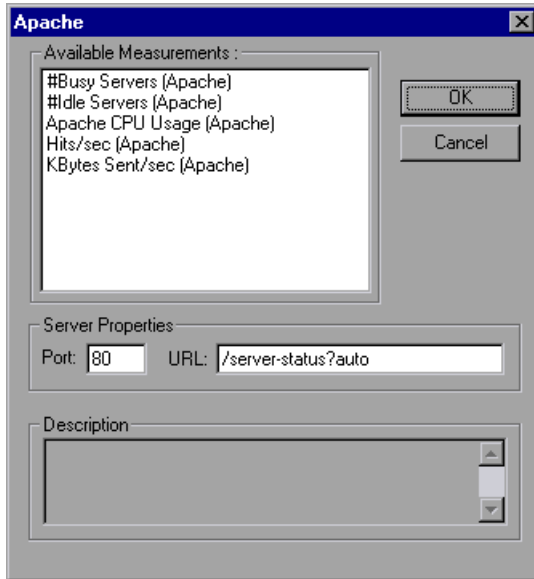 Apache
Available Measurements :
#Busy Servers (Apache)
#Idle Servers (Apache)
Apache CPU Usage (Apache)
Hits/sec (Apache)
KBytes Sent/sec (Apache)
OK
Cancel
Server Properties
Port: 80 URL: /server-status?auto
Description